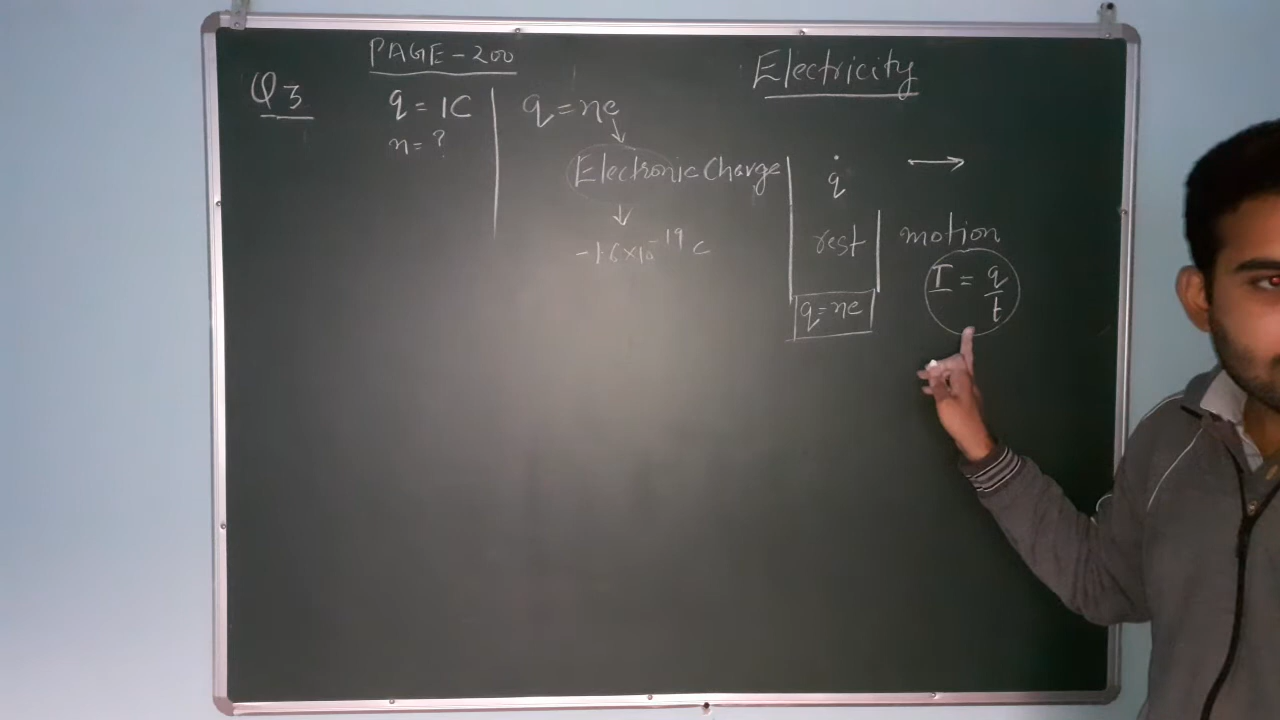 PAGE-200
Electricity
Q3
q = 1C
n = ?
q = ne
Electronic Charge
-1.6×10⁻¹⁹ C
q
rest
q=ne
motion
I = q/t